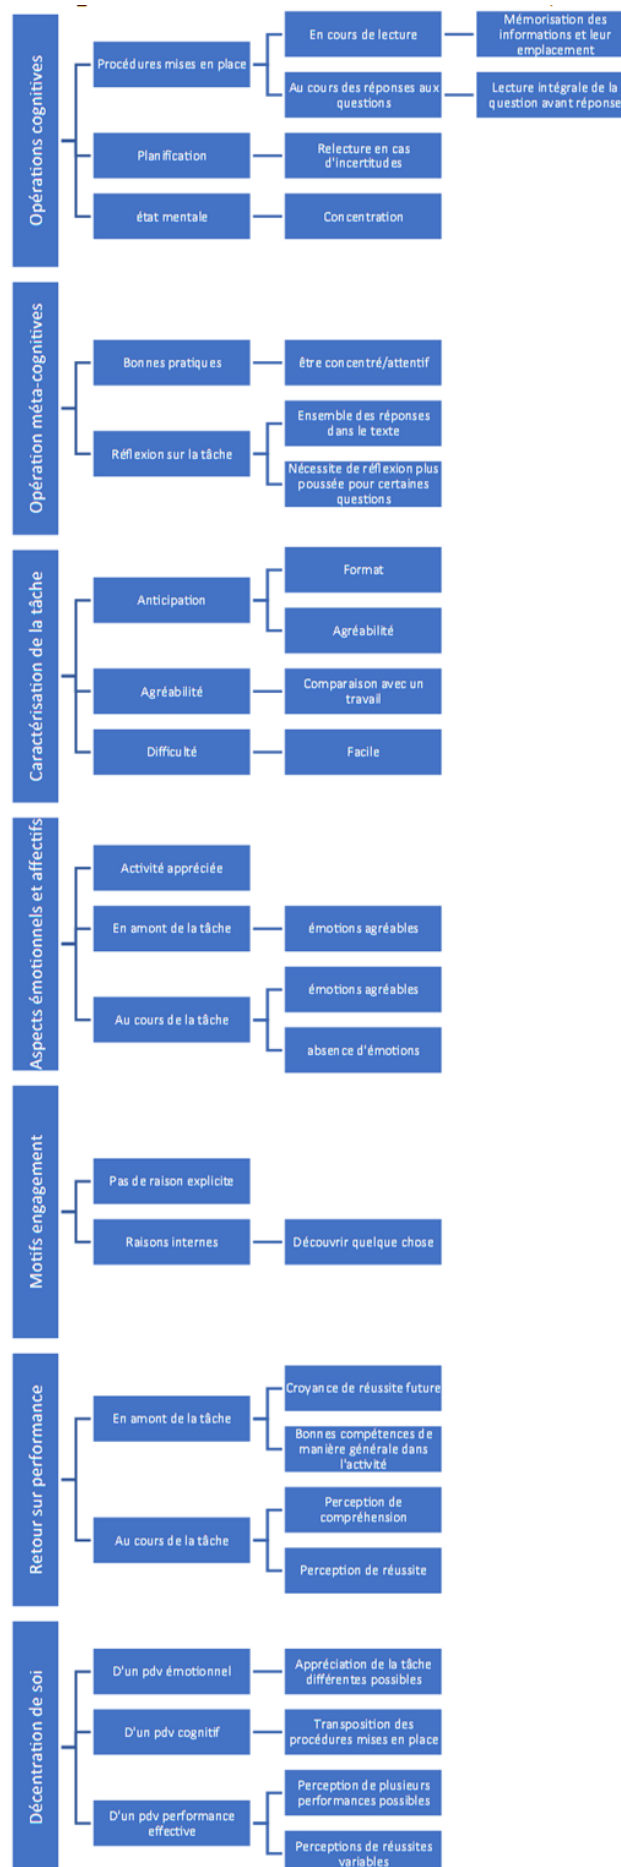 Opérations cognitives
Procédures mises en place
En cours de lecture
Mémorisation des
informations et leur
emplacement
Au cours des réponses aux
questions
Lecture intégrale de la
question avant réponse
Planification
Relecture en cas
d'incertitudes
état mentale
Concentration
Opération méta-cognitives
Bonnes pratiques
être concentré/attentif
Réflexion sur la tâche
Ensemble des réponses
dans le texte
Nécessite de réflexion plus
poussée pour certaines
questions
Caractérisation de la tâche
Anticipation
Format
Agréabilité
Agréabilité
Comparaison avec un
travail
Difficulté
Facile
Aspects émotionnels et affectifs
Activité appréciée
En amont de la tâche
émotions agréables
Au cours de la tâche
émotions agréables
absence d'émotions
Motifs engagement
Pas de raison explicite
Raisons internes
Découvrir quelque chose
Retour sur performance
En amont de la tâche
Croyance de réussite future
Bonnes compétences de
manière générale dans
l'activité
Au cours de la tâche
Perception de
compréhension
Perception de réussite
Décentration de soi
D'un pdv émotionnel
Appréciation de la tâche
différentes possibles
D'un pdv cognitif
Transposition des
procédures mises en place
D'un pdv performance
effective
Perception de plusieurs
performances possibles
Perceptions de réussites
variables